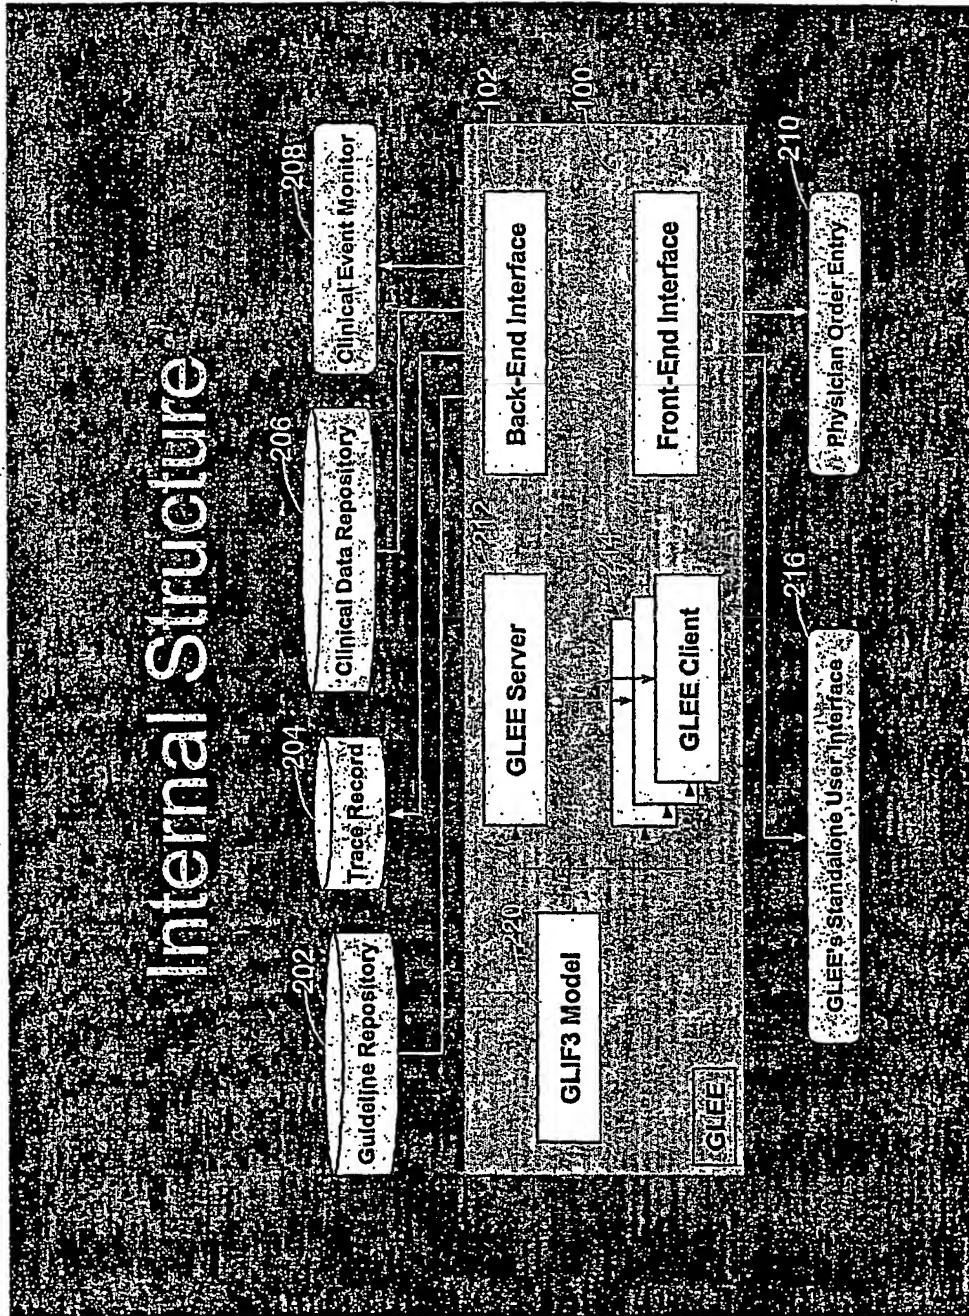 Internal Structure
202
204
206
208
Guideline Repository
Trace Record
Clinical Data Repository
Clinical Event Monitor
212
102
GLEE Server
Back-End Interface
220
GLIF3 Model
214
100
GLEE Client
Front-End Interface
GLEE
216
210
GLEE's Standalone User Interface
Physician Order Entry